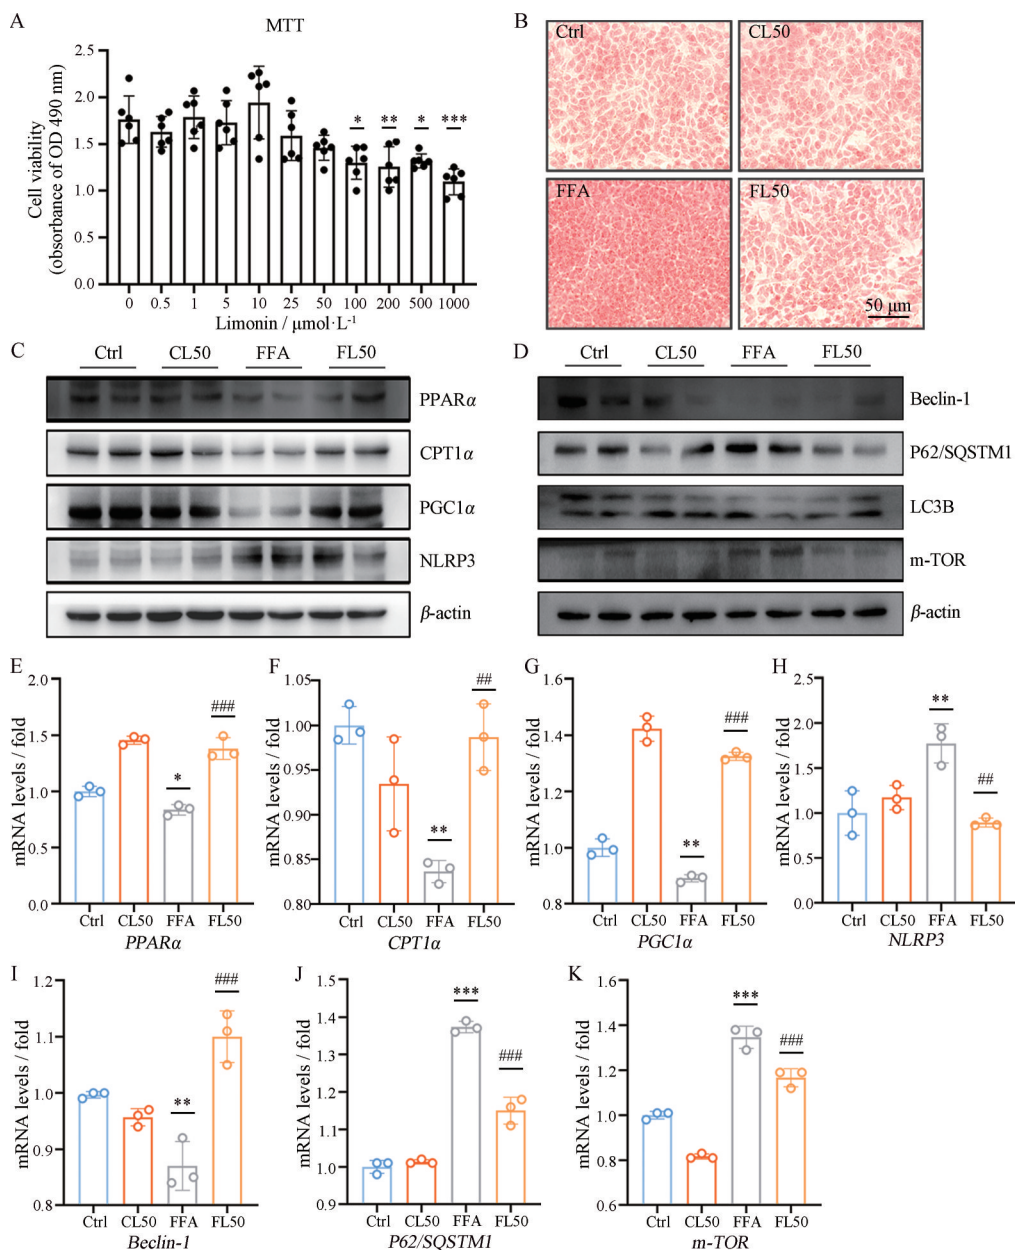 A
MTT
Cell viability
(absorbance of OD 490 nm)
2.5
2.0
1.5
1.0
0.5
0.0
* ** * ***
0 0.5 1 5 10 25 50 100 200 500 1000
Limonin / μmol·L⁻¹
B
Ctrl CL50
FFA FL50
50 μm
C
Ctrl CL50 FFA FL50
PPARα
CPT1α
PGC1α
NLRP3
β-actin
D
Ctrl CL50 FFA FL50
Beclin-1
P62/SQSTM1
LC3B
m-TOR
β-actin
E
mRNA levels / fold
2.0
1.5
1.0
0.5
0.0
* ###
Ctrl CL50 FFA FL50
PPARα
F
mRNA levels / fold
1.05
1.00
0.95
0.90
0.85
0.80
** ##
Ctrl CL50 FFA FL50
CPT1α
G
mRNA levels / fold
1.6
1.4
1.2
1.0
0.8
** ###
Ctrl CL50 FFA FL50
PGC1α
H
mRNA levels / fold
2.5
2.0
1.5
1.0
0.5
0.0
** ##
Ctrl CL50 FFA FL50
NLRP3
I
mRNA levels / fold
1.2
1.1
1.0
0.9
0.8
** ###
Ctrl CL50 FFA FL50
Beclin-1
J
mRNA levels / fold
1.5
1.4
1.3
1.2
1.1
1.0
0.9
*** ###
Ctrl CL50 FFA FL50
P62/SQSTM1
K
mRNA levels / fold
1.6
1.4
1.2
1.0
0.8
0.6
*** ###
Ctrl CL50 FFA FL50
m-TOR